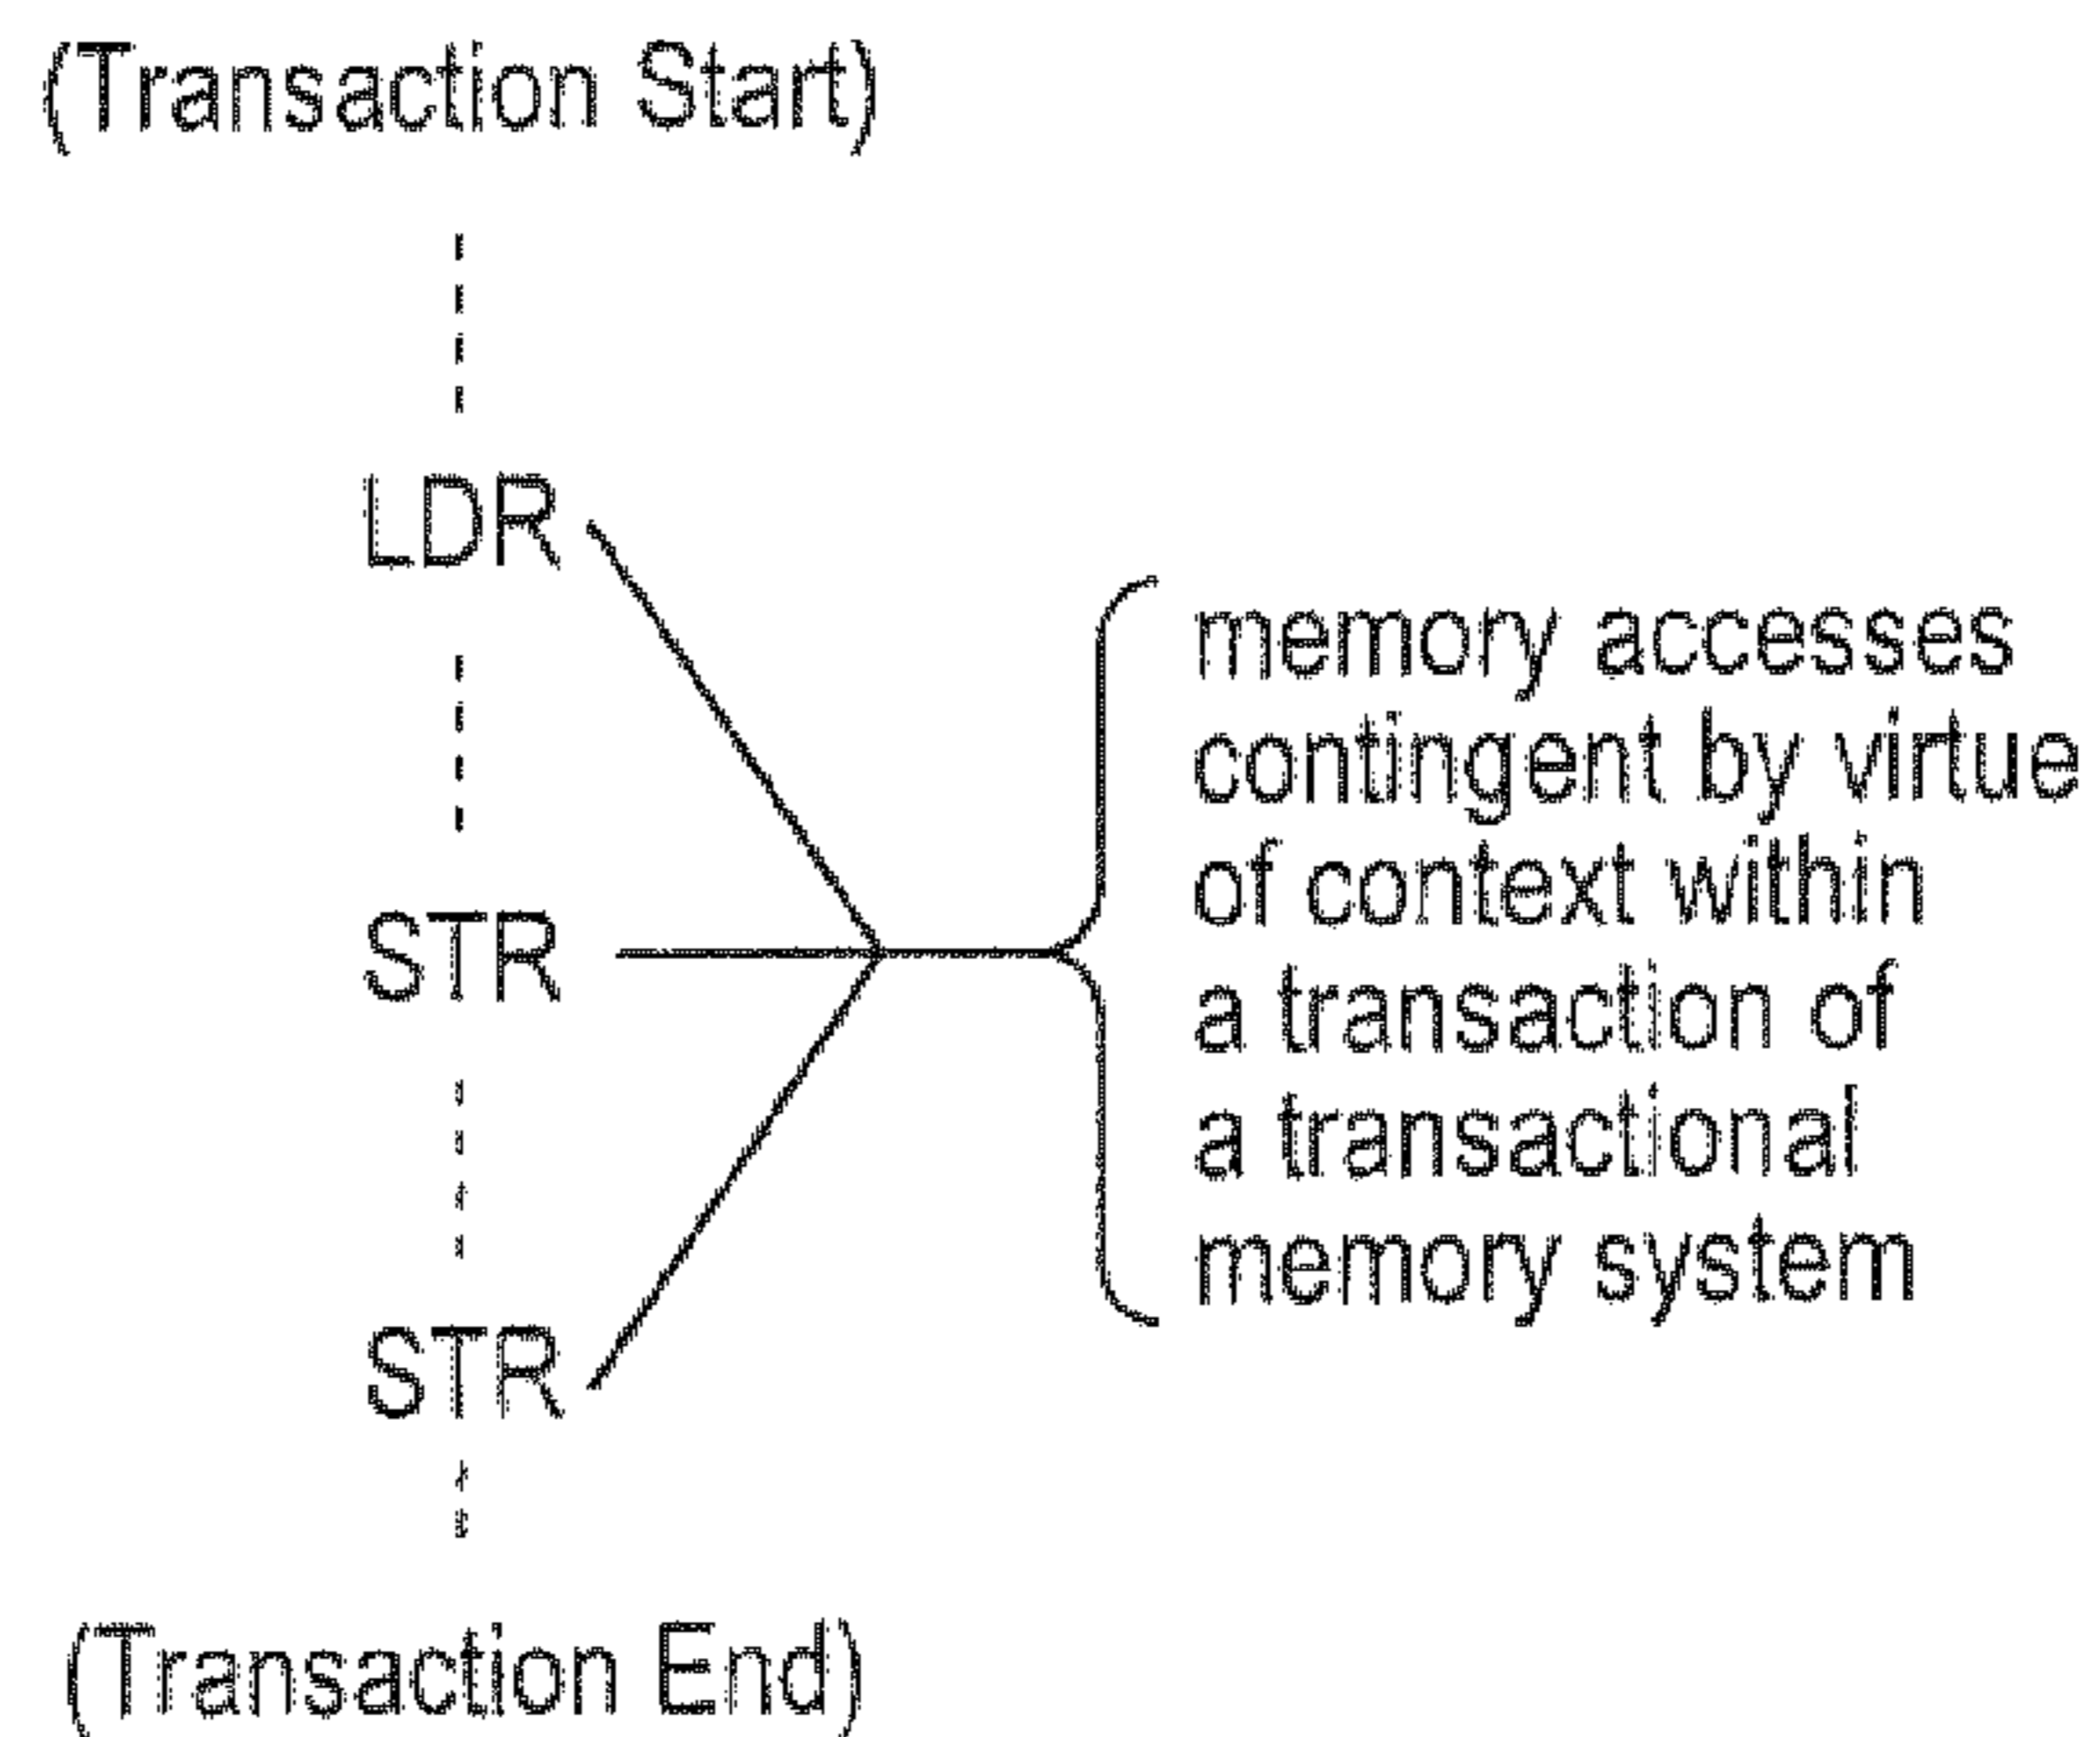 (Transaction Start)
LDR
STR
STR
(Transaction End)
memory accesses
contingent by virtue
of context within
a transaction of
a transactional
memory system